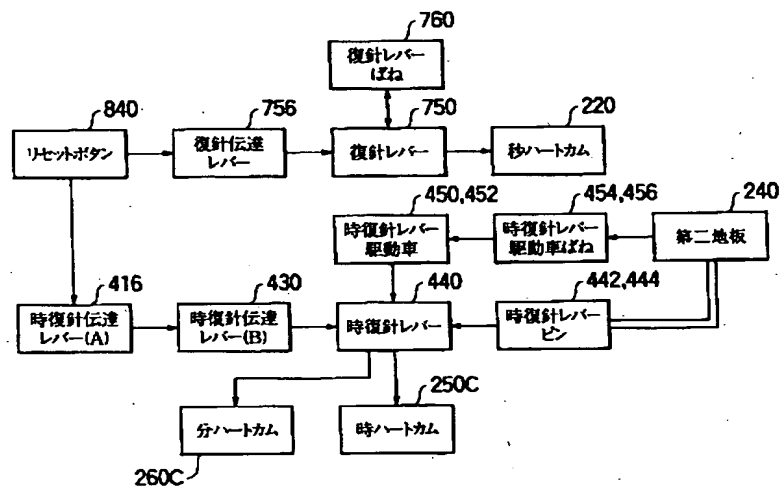 760
復針レバー
ばね
840
756
750
220
リセットボタン
復針伝達
レバー
復針レバー
秒ハートカム
450,452
454,456
240
時復針レバー
駆動車
時復針レバー
駆動車ばね
第二地板
416
430
440
442,444
時復針伝達
レバー(A)
時復針伝達
レバー(B)
時復針レバー
時復針レバー
ピン
250C
分ハートカム
時ハートカム
260C